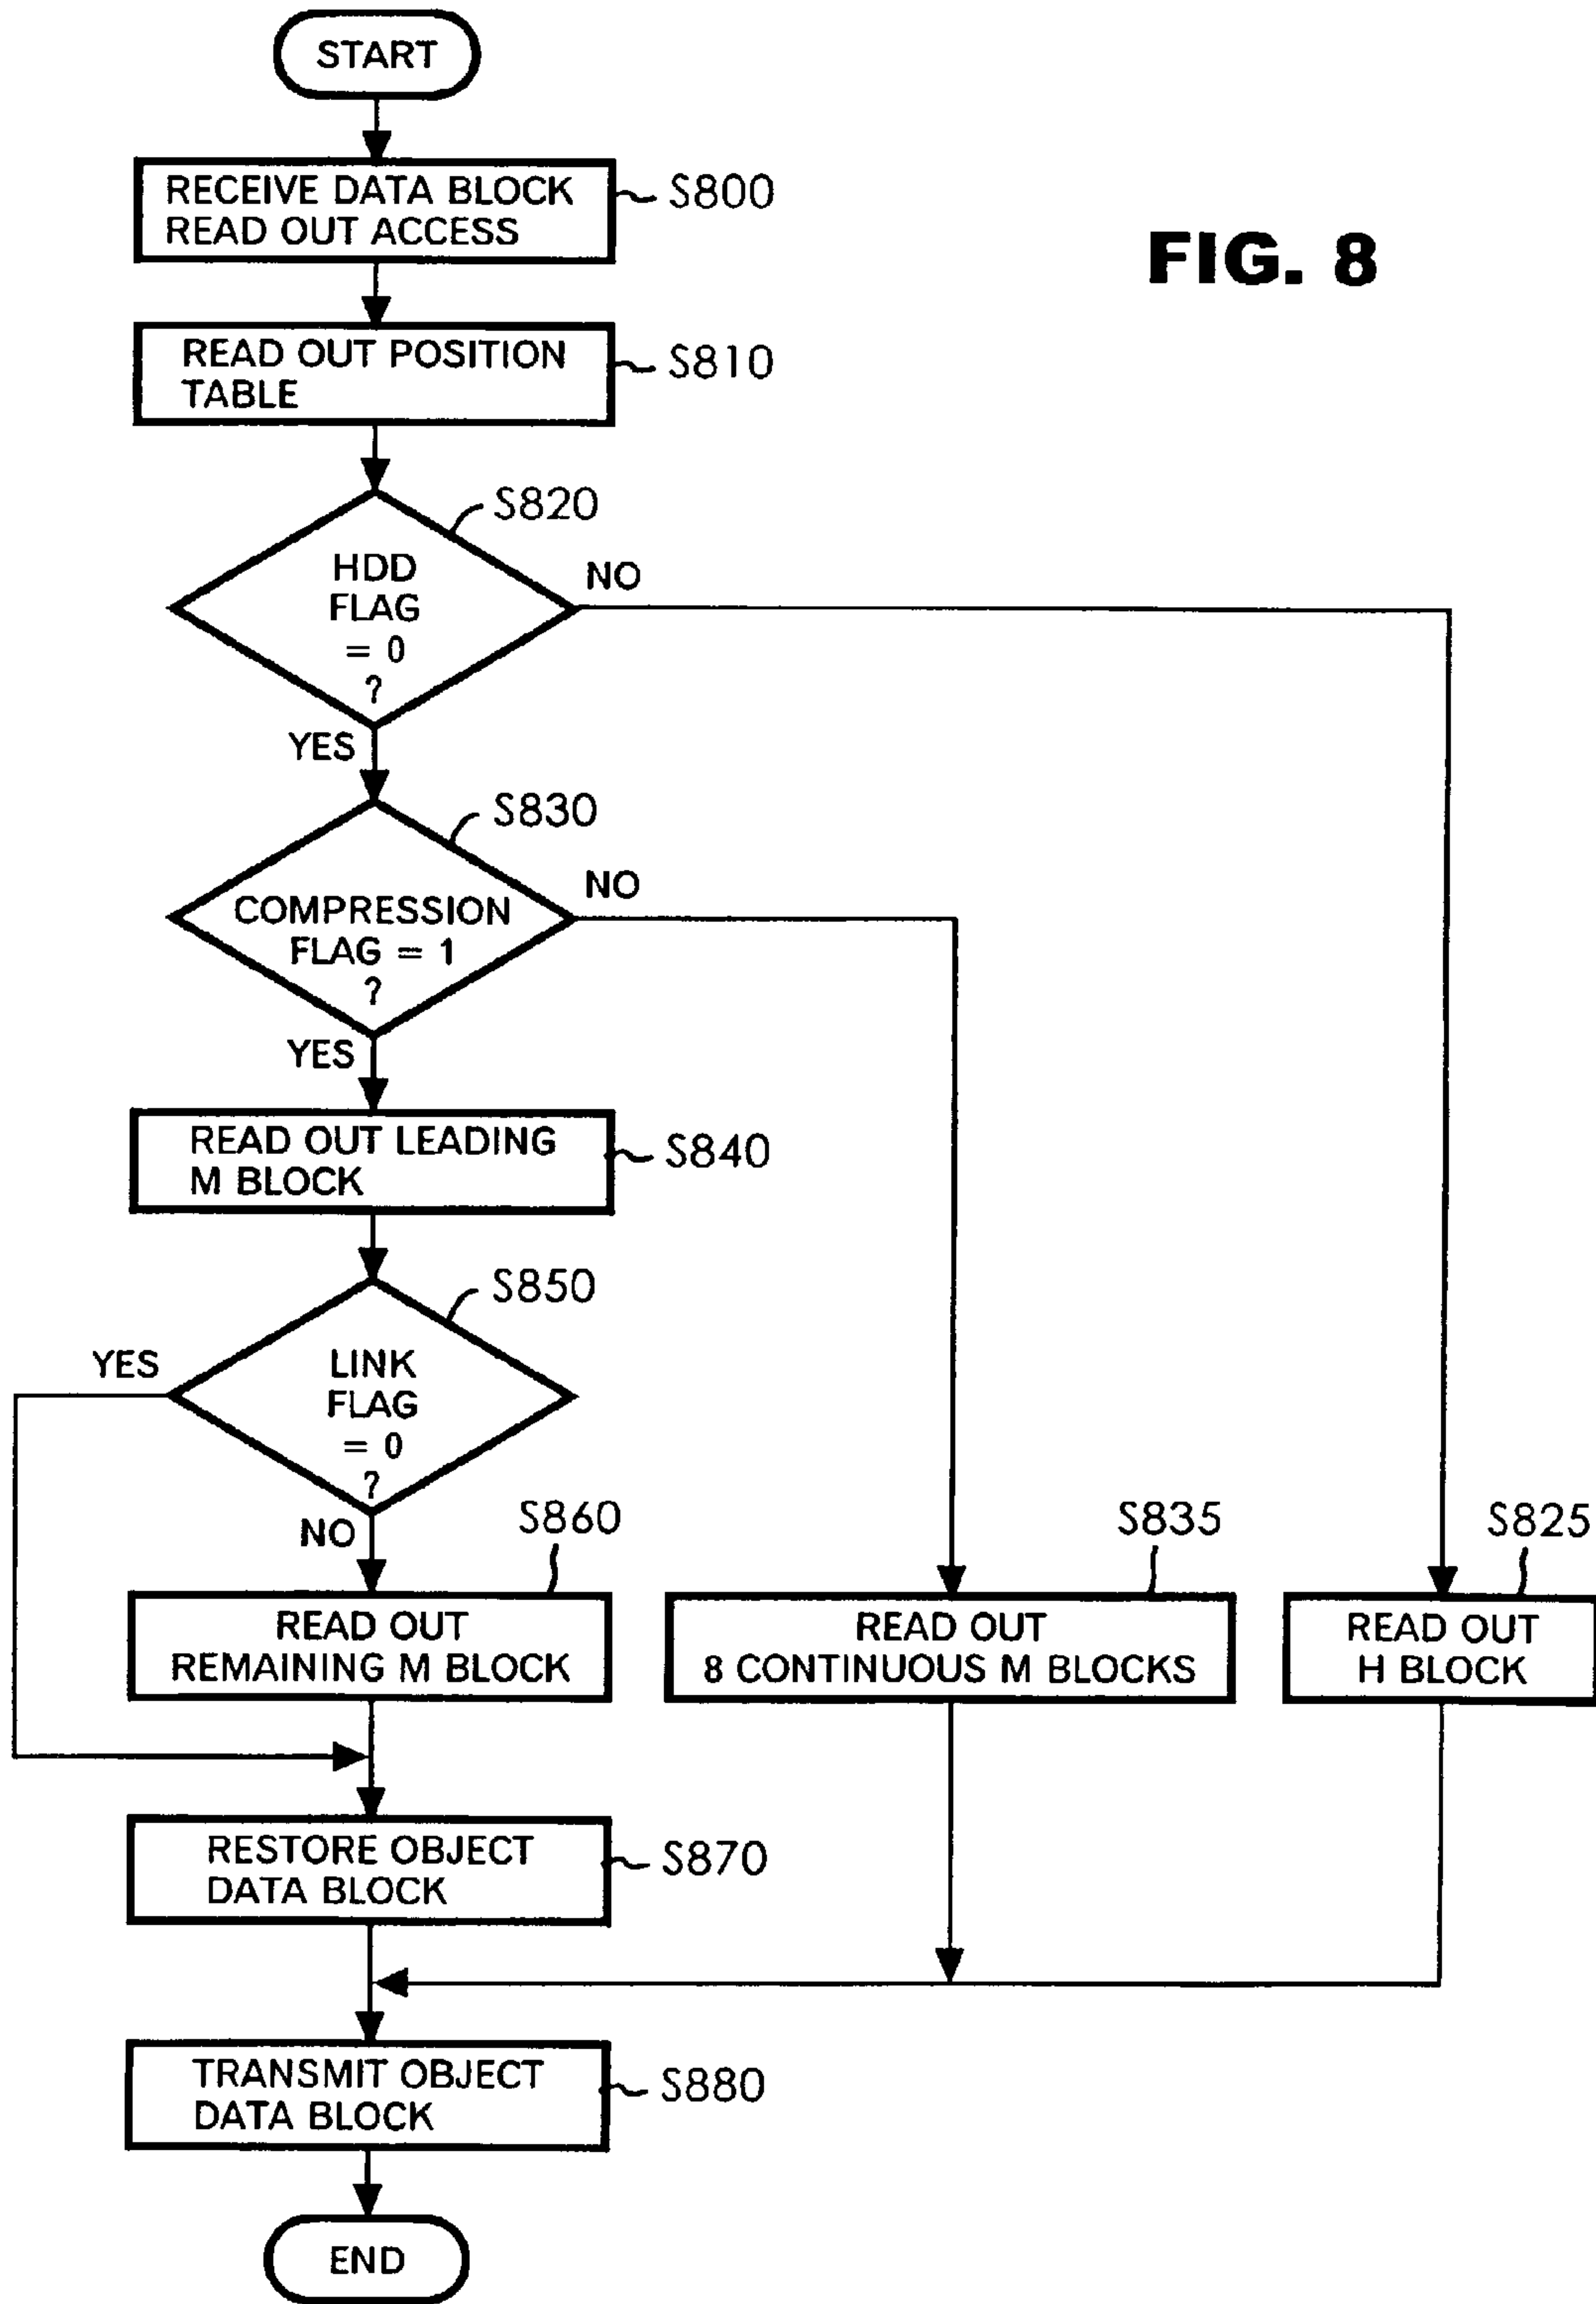 START
RECEIVE DATA BLOCK
READ OUT ACCESS
S800
FIG. 8
READ OUT POSITION
TABLE
S810
S820
HDD
FLAG
= 0
?
NO
YES
S830
COMPRESSION
FLAG = 1
?
NO
YES
READ OUT LEADING
M BLOCK
S840
S850
LINK
FLAG
= 0
?
YES
NO
S860
READ OUT
REMAINING M BLOCK
S835
READ OUT
8 CONTINUOUS M BLOCKS
S825
READ OUT
H BLOCK
RESTORE OBJECT
DATA BLOCK
S870
TRANSMIT OBJECT
DATA BLOCK
S880
END